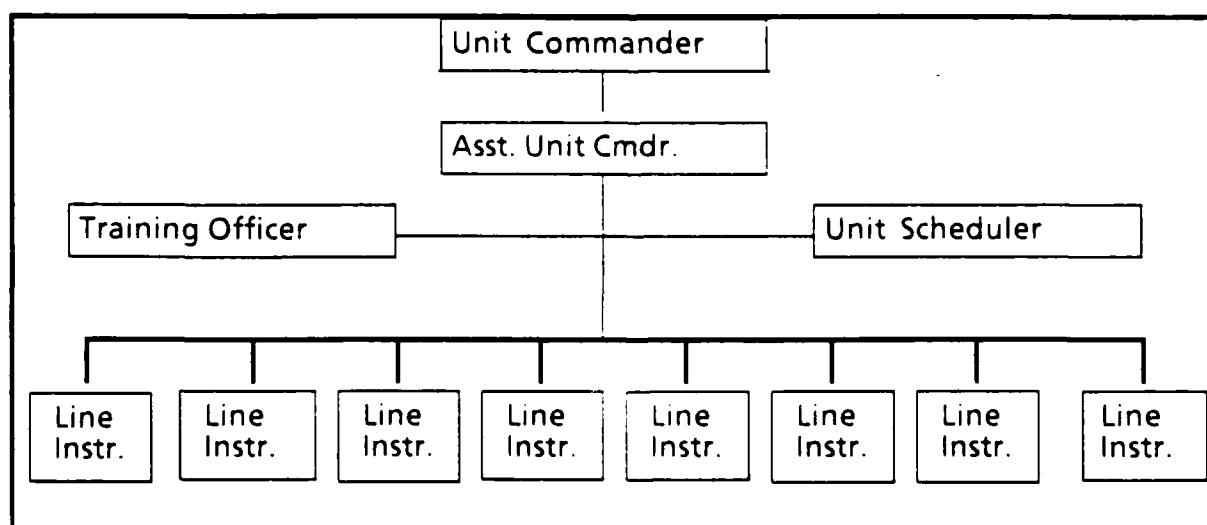 Unit Commander
Asst. Unit Cmdr.
Training Officer
Unit Scheduler
Line
Instr.
Line
Instr.
Line
Instr.
Line
Instr.
Line
Instr.
Line
Instr.
Line
Instr.
Line
Instr.